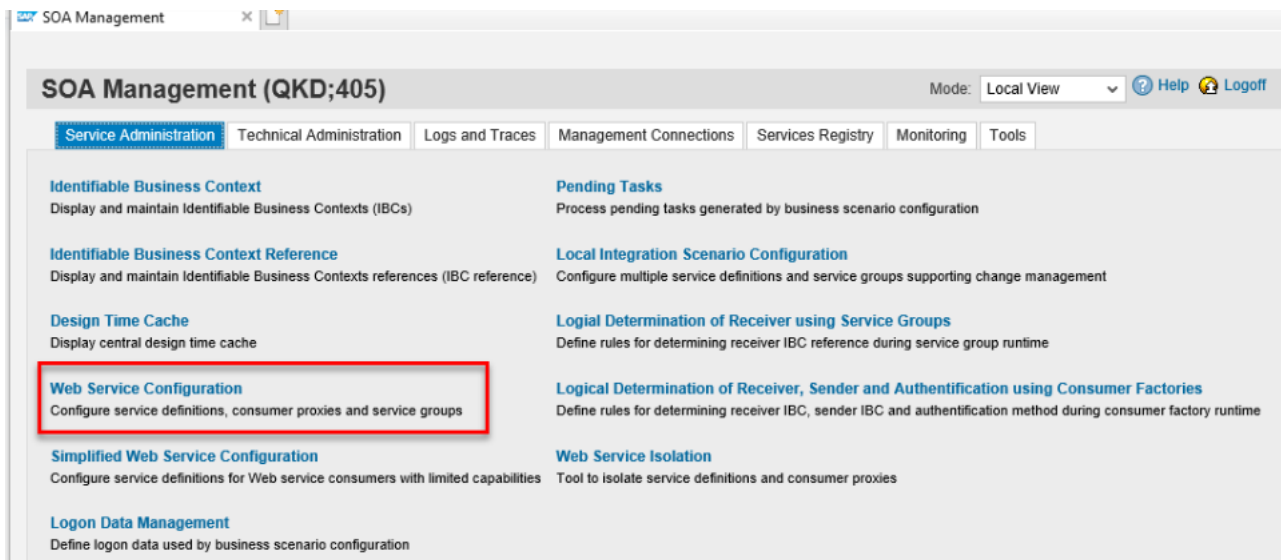 SAP SOA Management
SOA Management (QKD;405)
Mode: Local View Help Logoff
Service Administration Technical Administration Logs and Traces Management Connections Services Registry Monitoring Tools
Identifiable Business Context
Display and maintain Identifiable Business Contexts (IBCs)
Identifiable Business Context Reference
Display and maintain Identifiable Business Contexts references (IBC reference)
Design Time Cache
Display central design time cache
Web Service Configuration
Configure service definitions, consumer proxies and service groups
Simplified Web Service Configuration
Configure service definitions for Web service consumers with limited capabilities
Logon Data Management
Define logon data used by business scenario configuration
Pending Tasks
Process pending tasks generated by business scenario configuration
Local Integration Scenario Configuration
Configure multiple service definitions and service groups supporting change management
Logial Determination of Receiver using Service Groups
Define rules for determining receiver IBC reference during service group runtime
Logical Determination of Receiver, Sender and Authentification using Consumer Factories
Define rules for determining receiver IBC, sender IBC and authentification method during consumer factory runtime
Web Service Isolation
Tool to isolate service definitions and consumer proxies